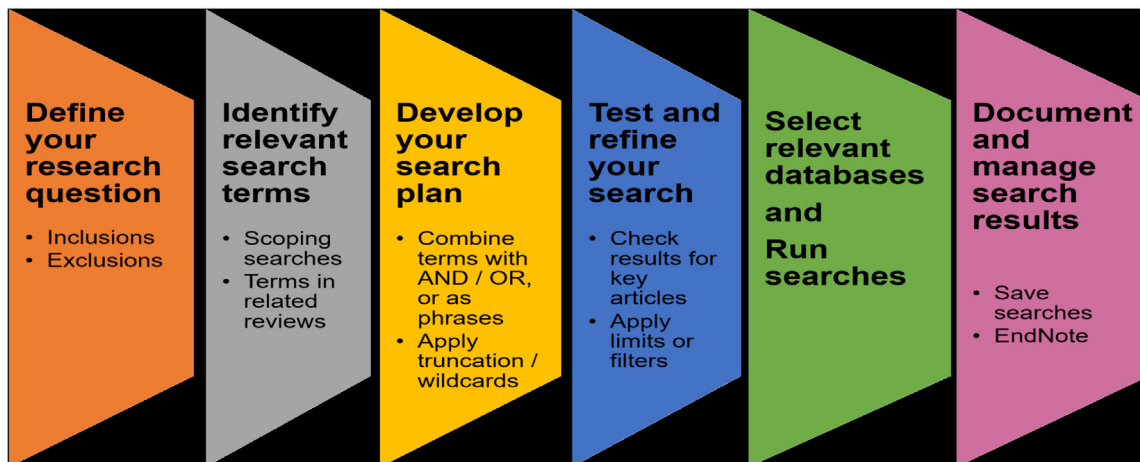 Define
your
research
question
• Inclusions
• Exclusions
Identify
relevant
search
terms
• Scoping
searches
• Terms in
related
reviews
Develop
your
search
plan
• Combine
terms with
AND / OR,
or as
phrases
• Apply
truncation /
wildcards
Test and
refine
your
search
• Check
results for
key
articles
• Apply
limits or
filters
Select
relevant
databases
and
Run
searches
Document
and
manage
search
results
• Save
searches
• EndNote